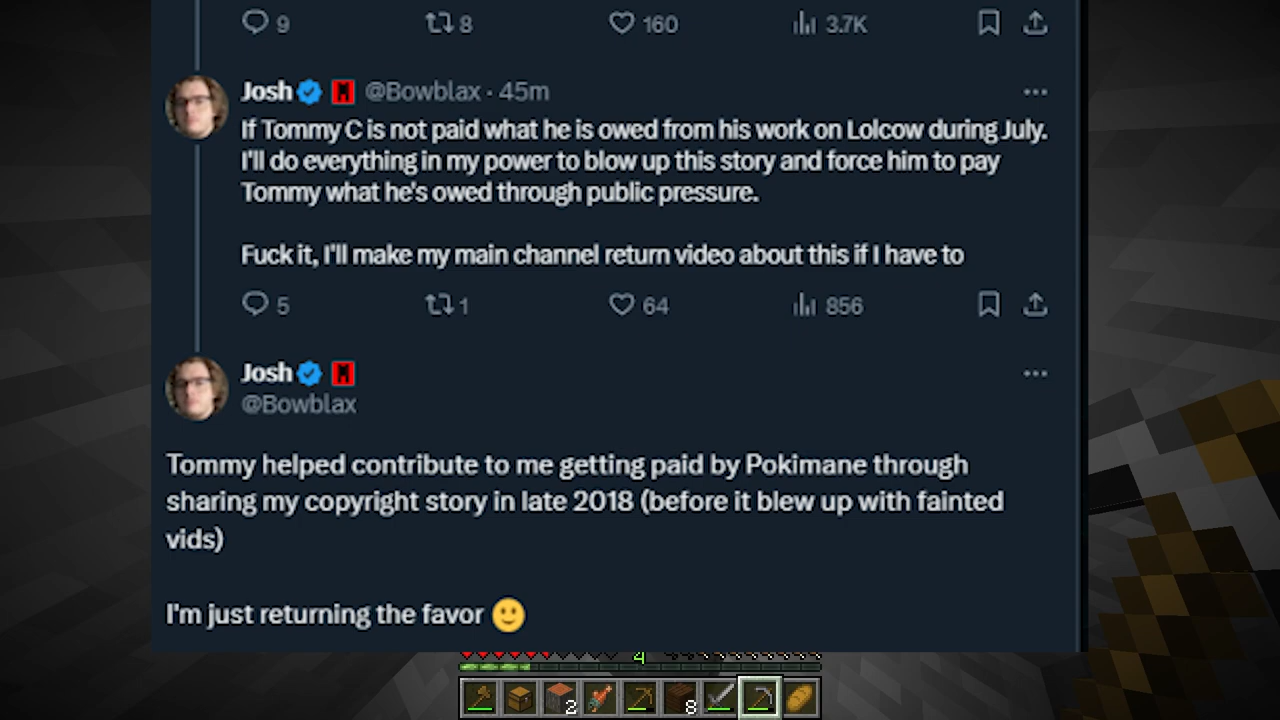 9 8 160 3.7K
Josh @Bowblax · 45m
If Tommy C is not paid what he is owed from his work on Lolcow during July.
I'll do everything in my power to blow up this story and force him to pay
Tommy what he's owed through public pressure.
Fuck it, I'll make my main channel return video about this if I have to
5 1 64 856
Josh
@Bowblax
Tommy helped contribute to me getting paid by Pokimane through
sharing my copyright story in late 2018 (before it blew up with fainted
vids)
I'm just returning the favor 🙂
4
2 8